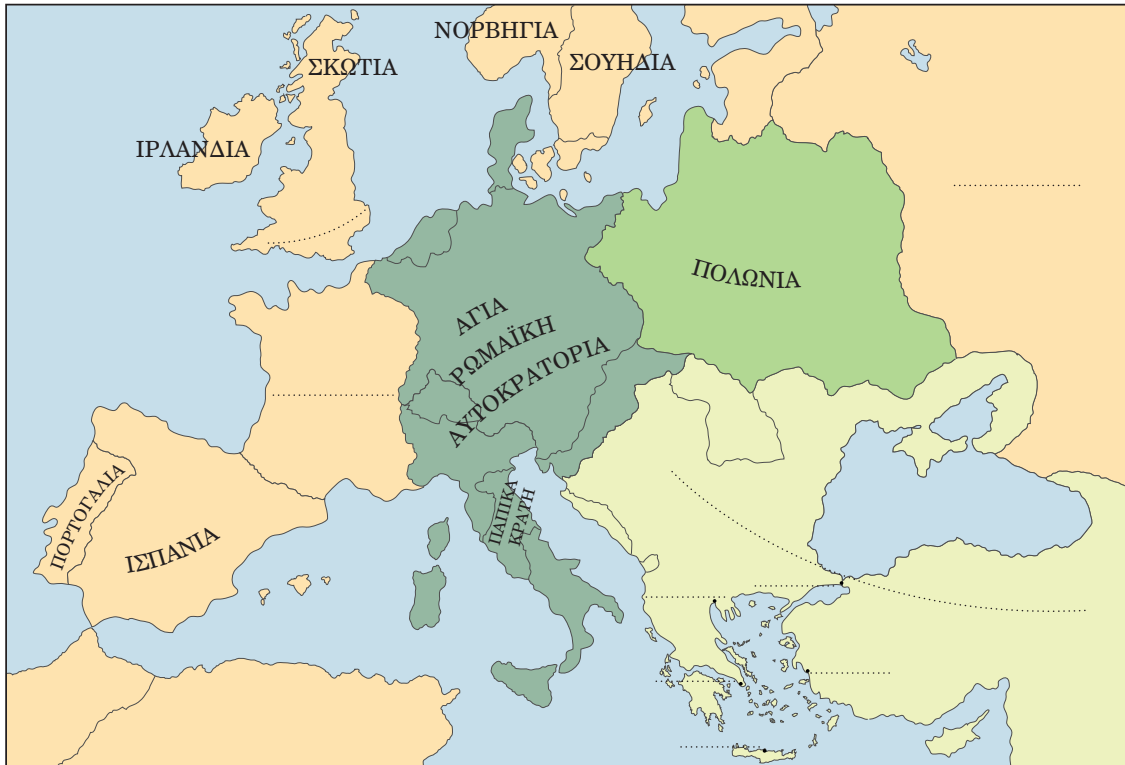 ΝΟΡΒΗΓΙΑ
ΣΟΥΗΔΙΑ
ΣΚΩΤΙΑ
ΙΡΛΑΝΔΙΑ
ΠΟΛΩΝΙΑ
ΑΓΙΑ
ΡΩΜΑΪΚΗ
ΑΥΤΟΚΡΑΤΟΡΙΑ
ΠΟΡΤΟΓΑΛΙΑ
ΙΣΠΑΝΙΑ
ΠΑΠΙΚΑ
ΚΡΑΤΗ